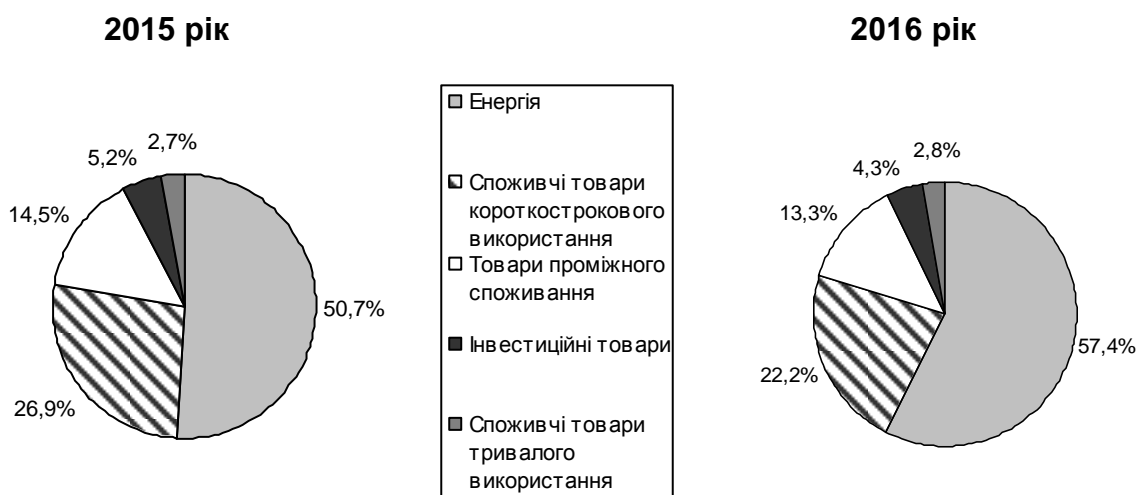 2015 рік
2016 рік
2,7%
5,2%
14,5%
50,7%
26,9%
Енергія
Споживчі товари
короткострокового
використання
Товари проміжного
споживання
Інвестиційні товари
Споживчі товари
тривалого
використання
2,8%
4,3%
13,3%
57,4%
22,2%